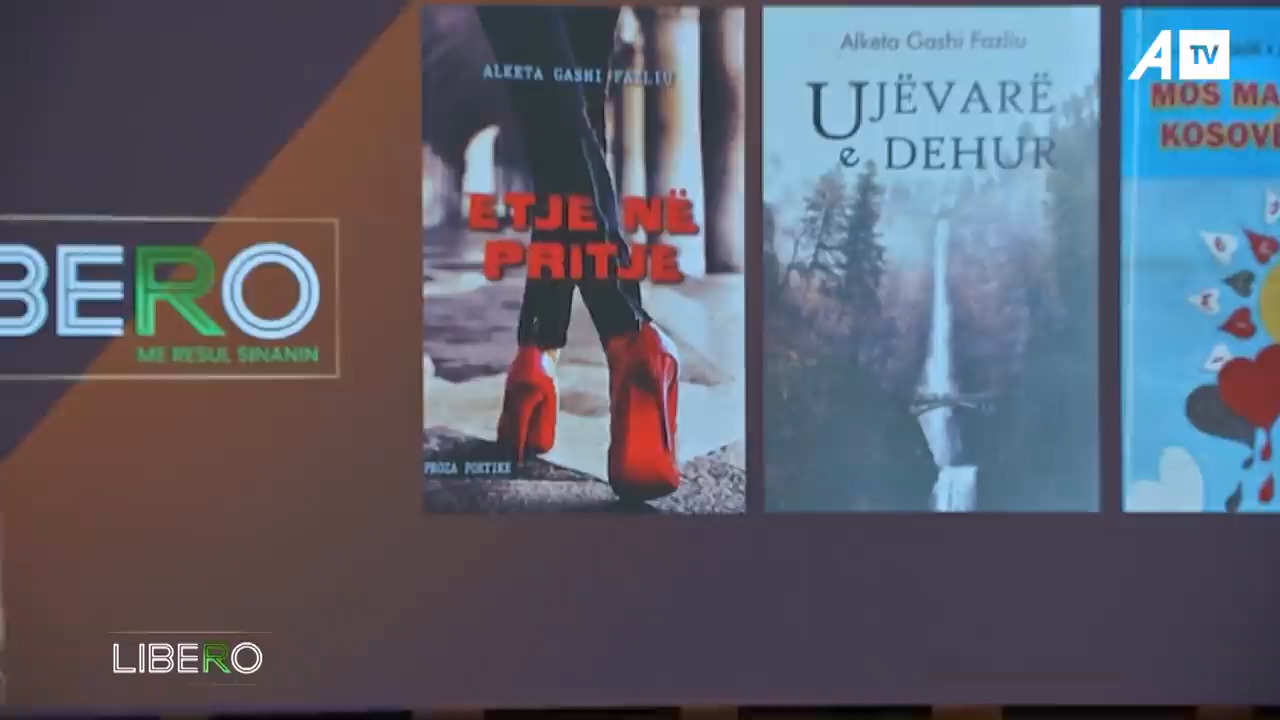 ATV
BERO
ME RESUL SINANIN
ALKETA GASHI FAZLIU
ETJE NË
PRITJE
PROZA POETIKE
Alketa Gashi Fazliu
UJËVARË
e DEHUR
MOS MA
KOSOV
LIBERO